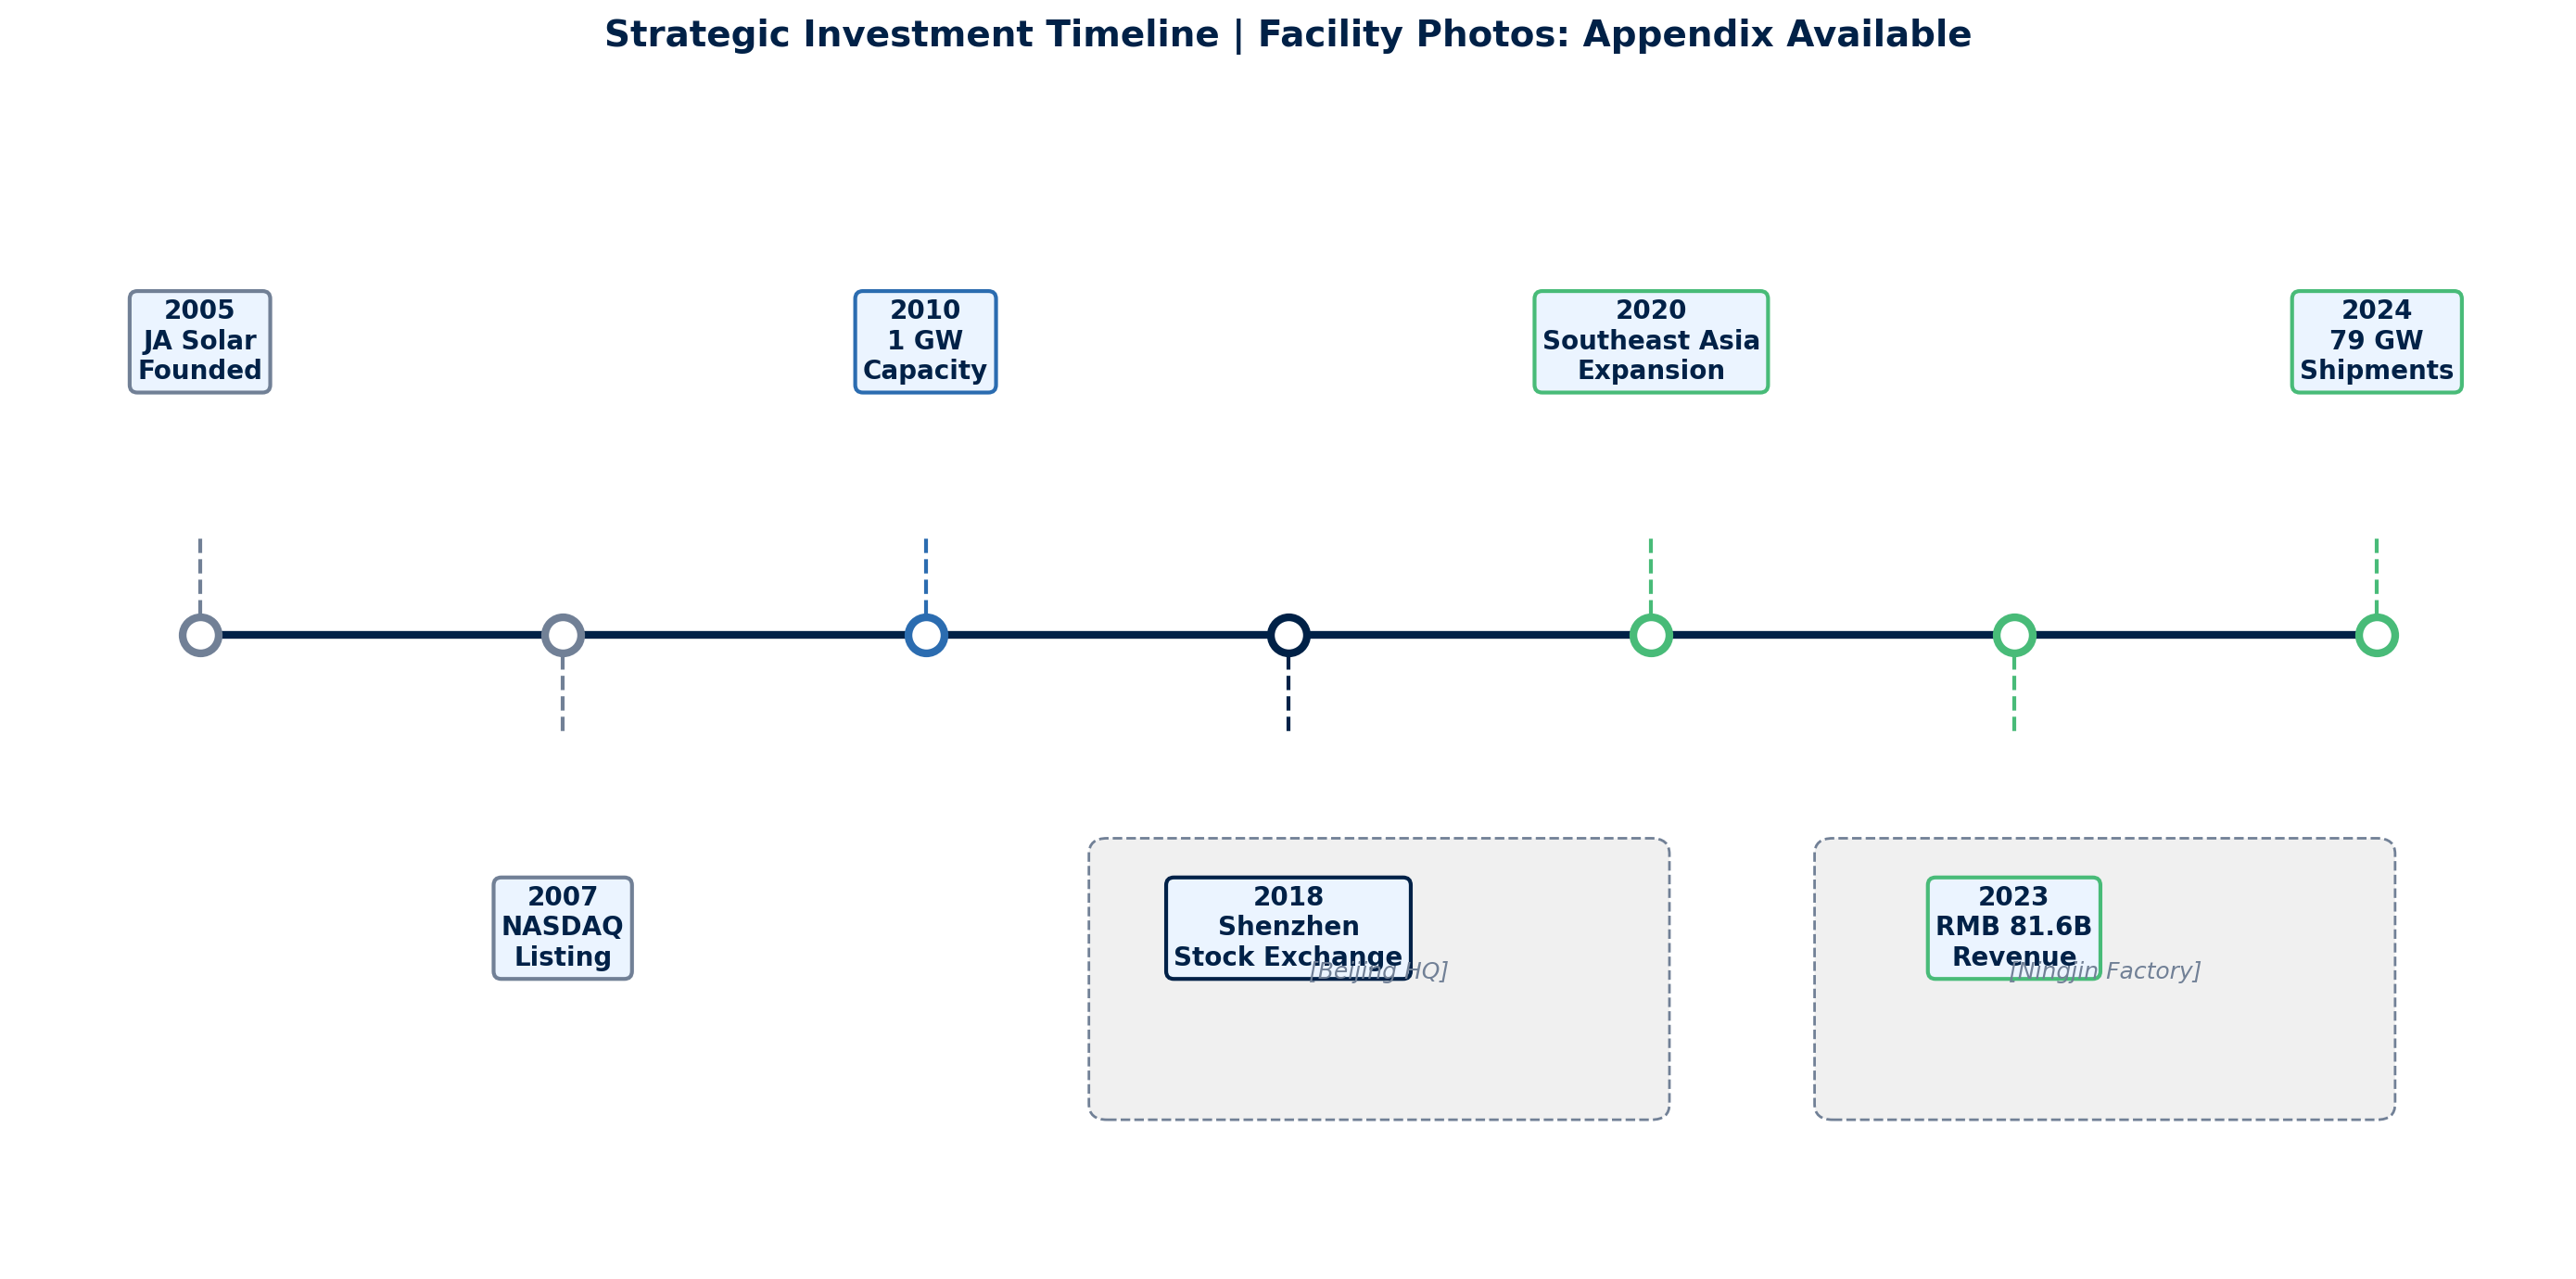 Strategic Investment Timeline | Facility Photos: Appendix Available
2005
JA Solar
Founded
2010
1 GW
Capacity
2020
Southeast Asia
Expansion
2024
79 GW
Shipments
2007
NASDAQ
Listing
2018
Shenzhen
Stock Exchange
[Beijing HQ]
2023
RMB 81.6B
Revenue
[Ningjin Factory]